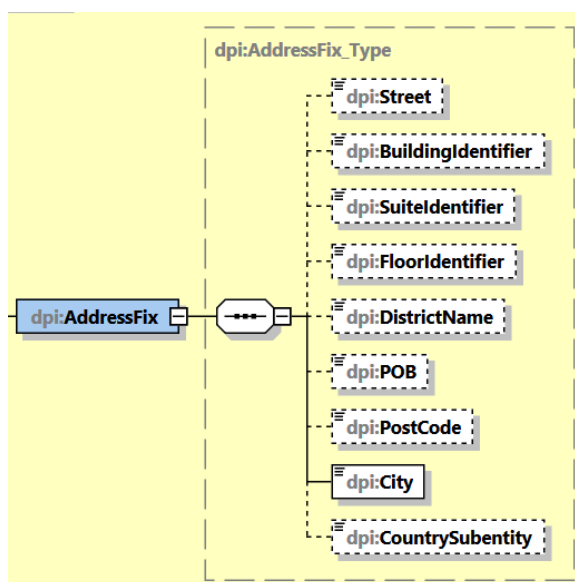 dpi:AddressFix_Type
dpi:Street
dpi:BuildingIdentifier
dpi:SuiteIdentifier
dpi:FloorIdentifier
dpi:AddressFix
dpi:DistrictName
dpi:POB
dpi:PostCode
dpi:City
dpi:CountrySubentity